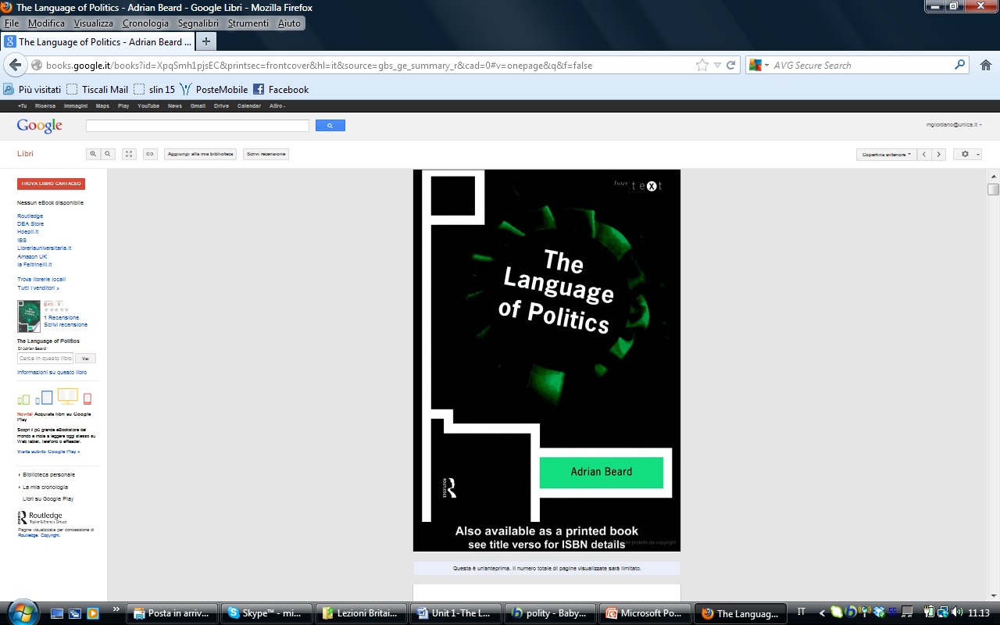 The Language of Politics - Adrian Beard - Google Libri - Mozilla Firefox
File Modifica Visualizza Cronologia Segnalibri Strumenti Aiuto
The Language of Politics - Adrian Beard ... +
books.google.it/books?id=XpqSmh1pjsEC&printsec=frontcover&hl=it&source=gbs_ge_summary_r&cad=0#v=onepage&q&f=false
AVG Secure Search
Più visitati Tiscali Mail slin 15 PosteMobile Facebook
+Tu Ricerca Immagini Maps Play YouTube News Gmail Drive Calendar Altro -
Google
mgiordano@unica.it
Libri
Aggiungi alla mia biblioteca
Scrivi recensione
Copertina anteriore
TROVA LIBRO CARTACEO
Nessun eBook disponibile
Routledge
DEA Store
Hoepli.it
IBS
Libreriauniversitaria.it
Amazon UK
la Feltrinelli.it
Trova librerie locali
Tutti i venditori »
+1 0
1 Recensione
Scrivi recensione
The Language of Politics
Di Adrian Beard
Cerca in questo libro Vai
Informazioni su questo libro
Novità! Acquista libri su Google
Play
Scopri il più grande eBookstore del
mondo e inizia a leggere oggi stesso su
Web tablet, telefono o eReader.
Visita subito Google Play »
Biblioteca personale
La mia cronologia
Libri su Google Play
Routledge
Taylor & Francis Group
Pagine visualizzate per concessione di
Routledge. Copyright.
Inter
text
The
Language
of Politics
Adrian Beard
ROUTLEDGE
Also available as a printed book
see title verso for ISBN details
protetto da copyright
Questa è un'anteprima. Il numero totale di pagine visualizzate sarà limitato.
Posta in arriv... Skype™ - mi... Lezioni Britai... Unit 1-The L... polity - Baby... Microsoft Po... The Languag... IT 55 11.13